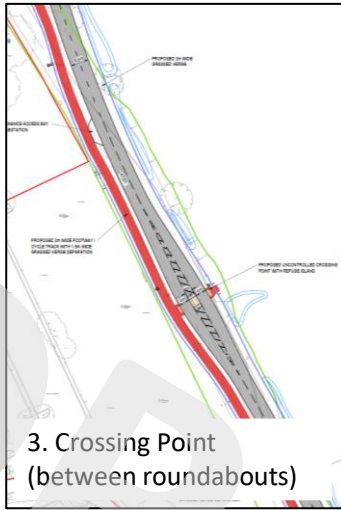 PROPOSED 2m WIDE
GRASSED VERGE
PROPOSED 3m WIDE FOOTWAY /
CYCLE TRACK WITH 1.5m WIDE
GRASSED VERGE SEPARATION
PROPOSED UNCONTROLLED CROSSING
POINT WITH REFUGE ISLAND
3. Crossing Point
(between roundabouts)